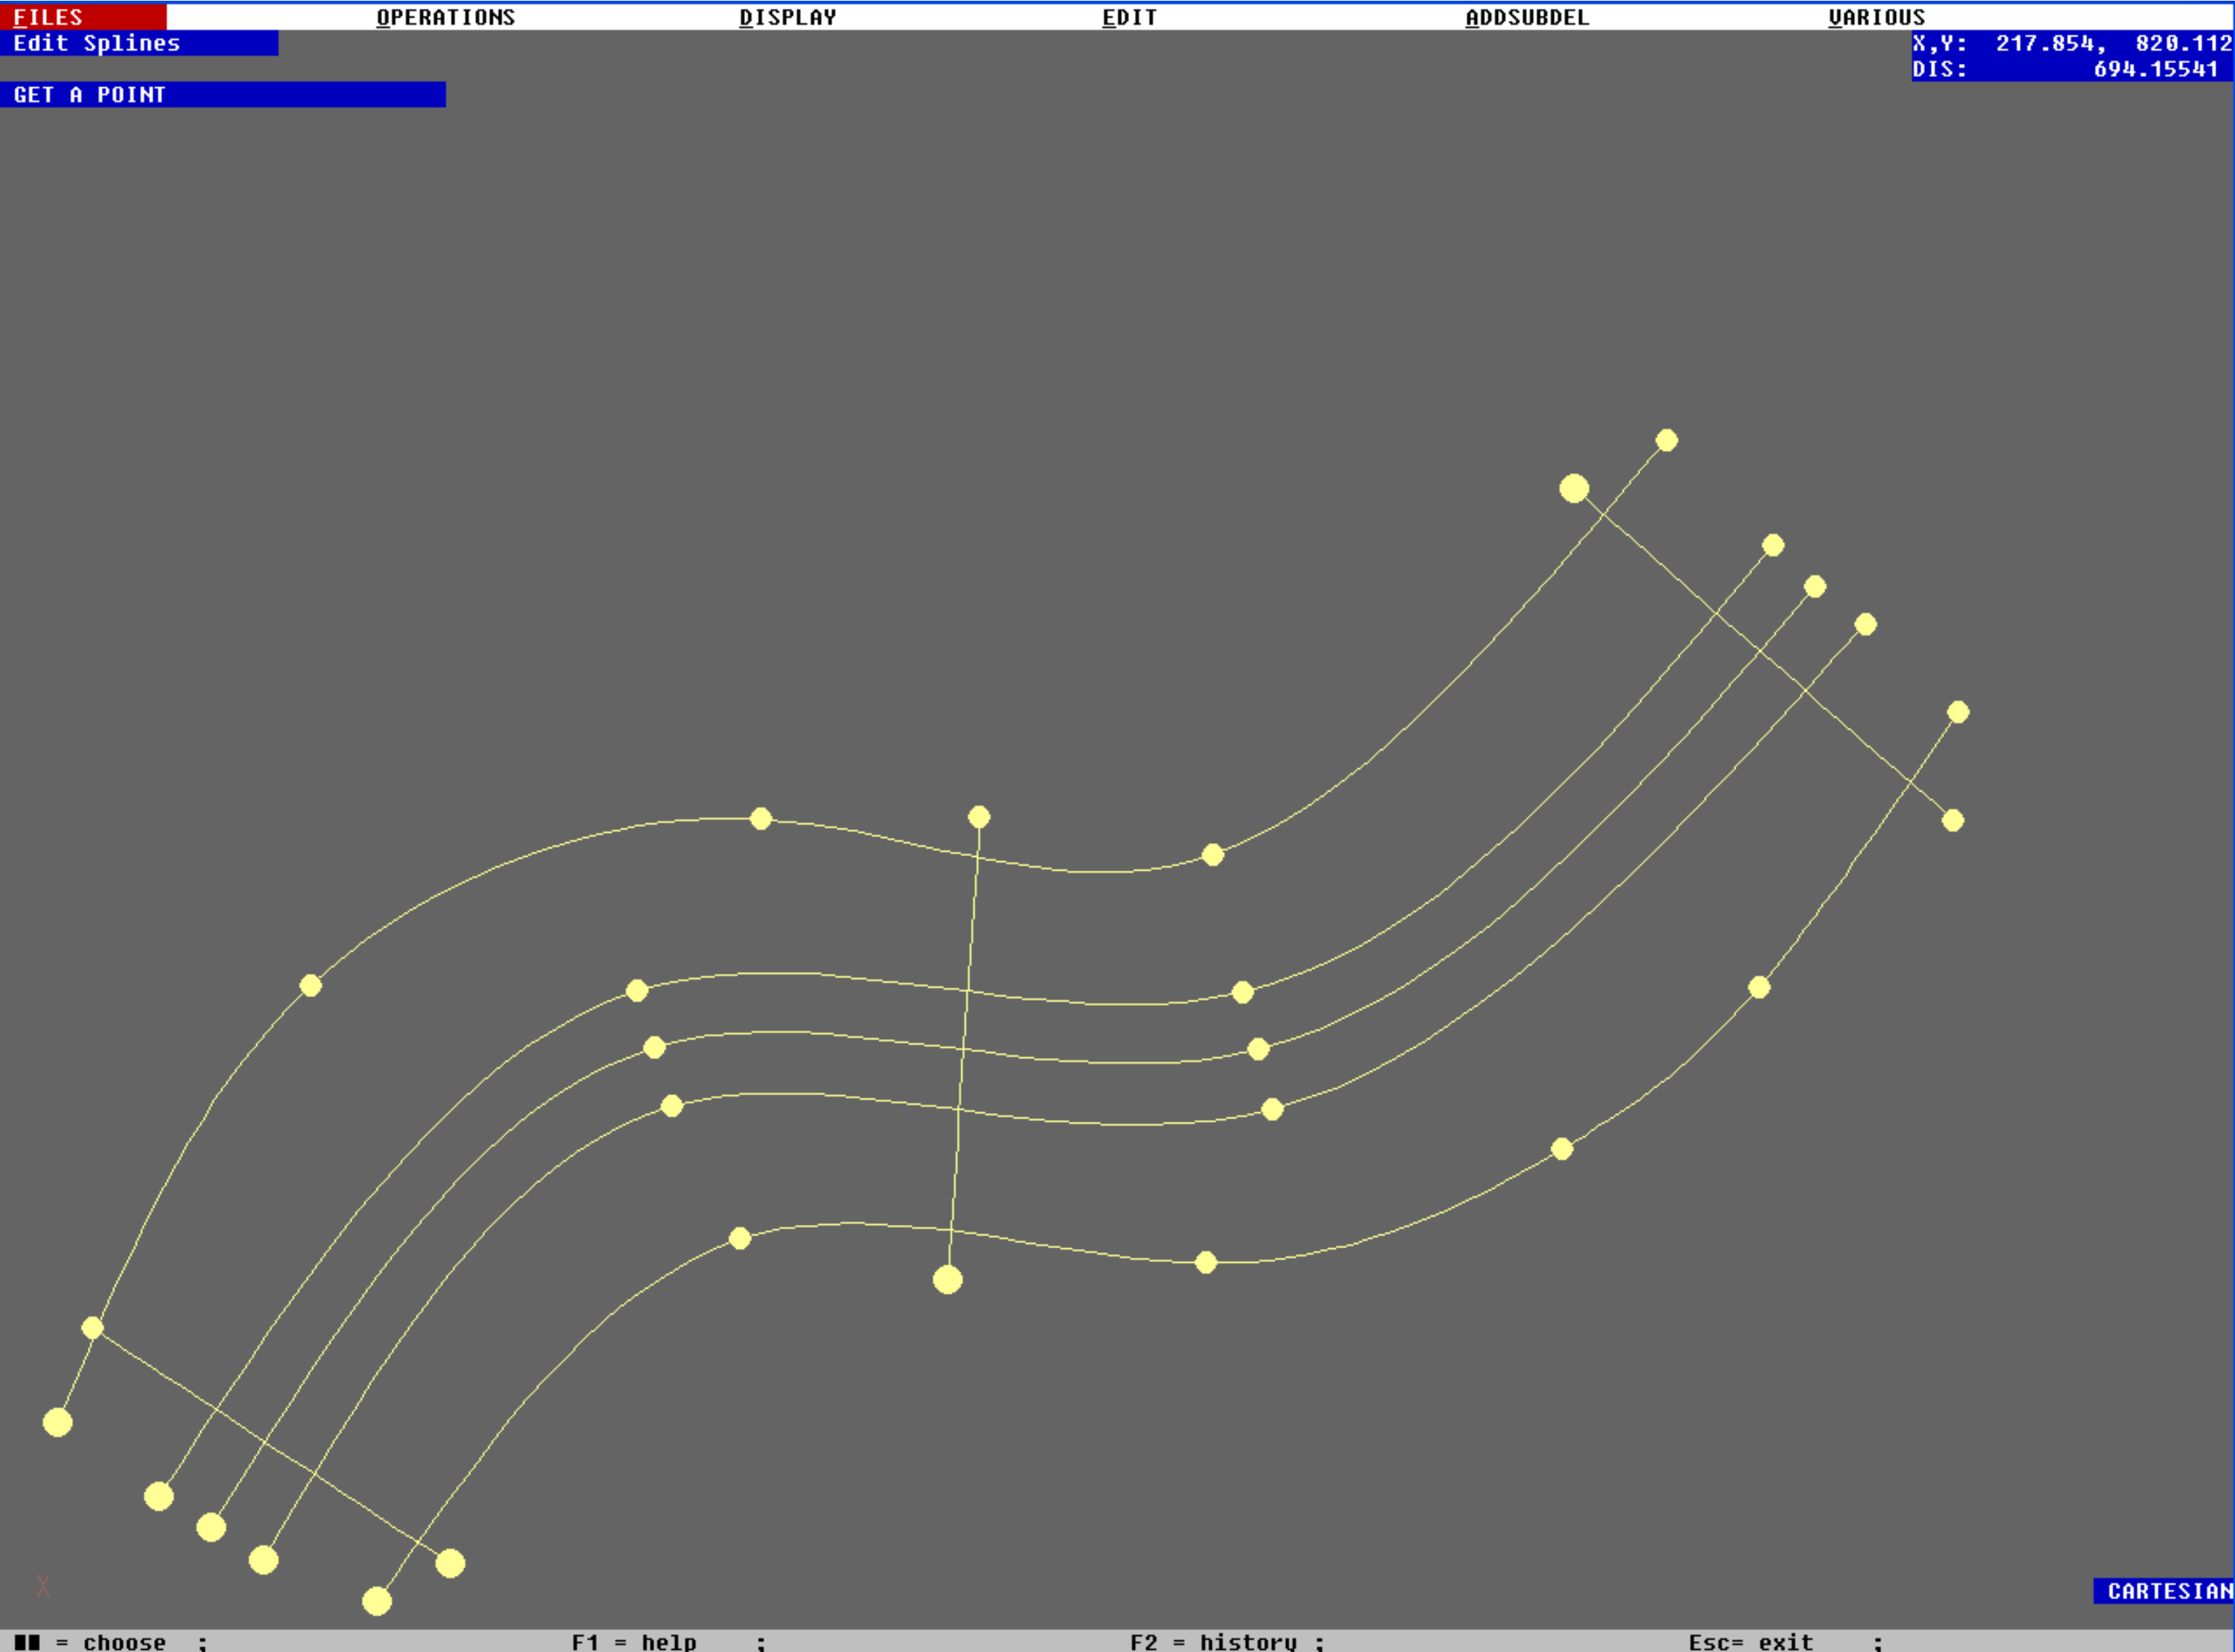 FILES OPERATIONS DISPLAY EDIT ADDSUBDEL VARIOUS
Edit Splines
X,Y: 217.854, 820.112
DIS: 694.15541
GET A POINT
X
CARTESIAN
= choose ; F1 = help ; F2 = history ; Esc= exit ;